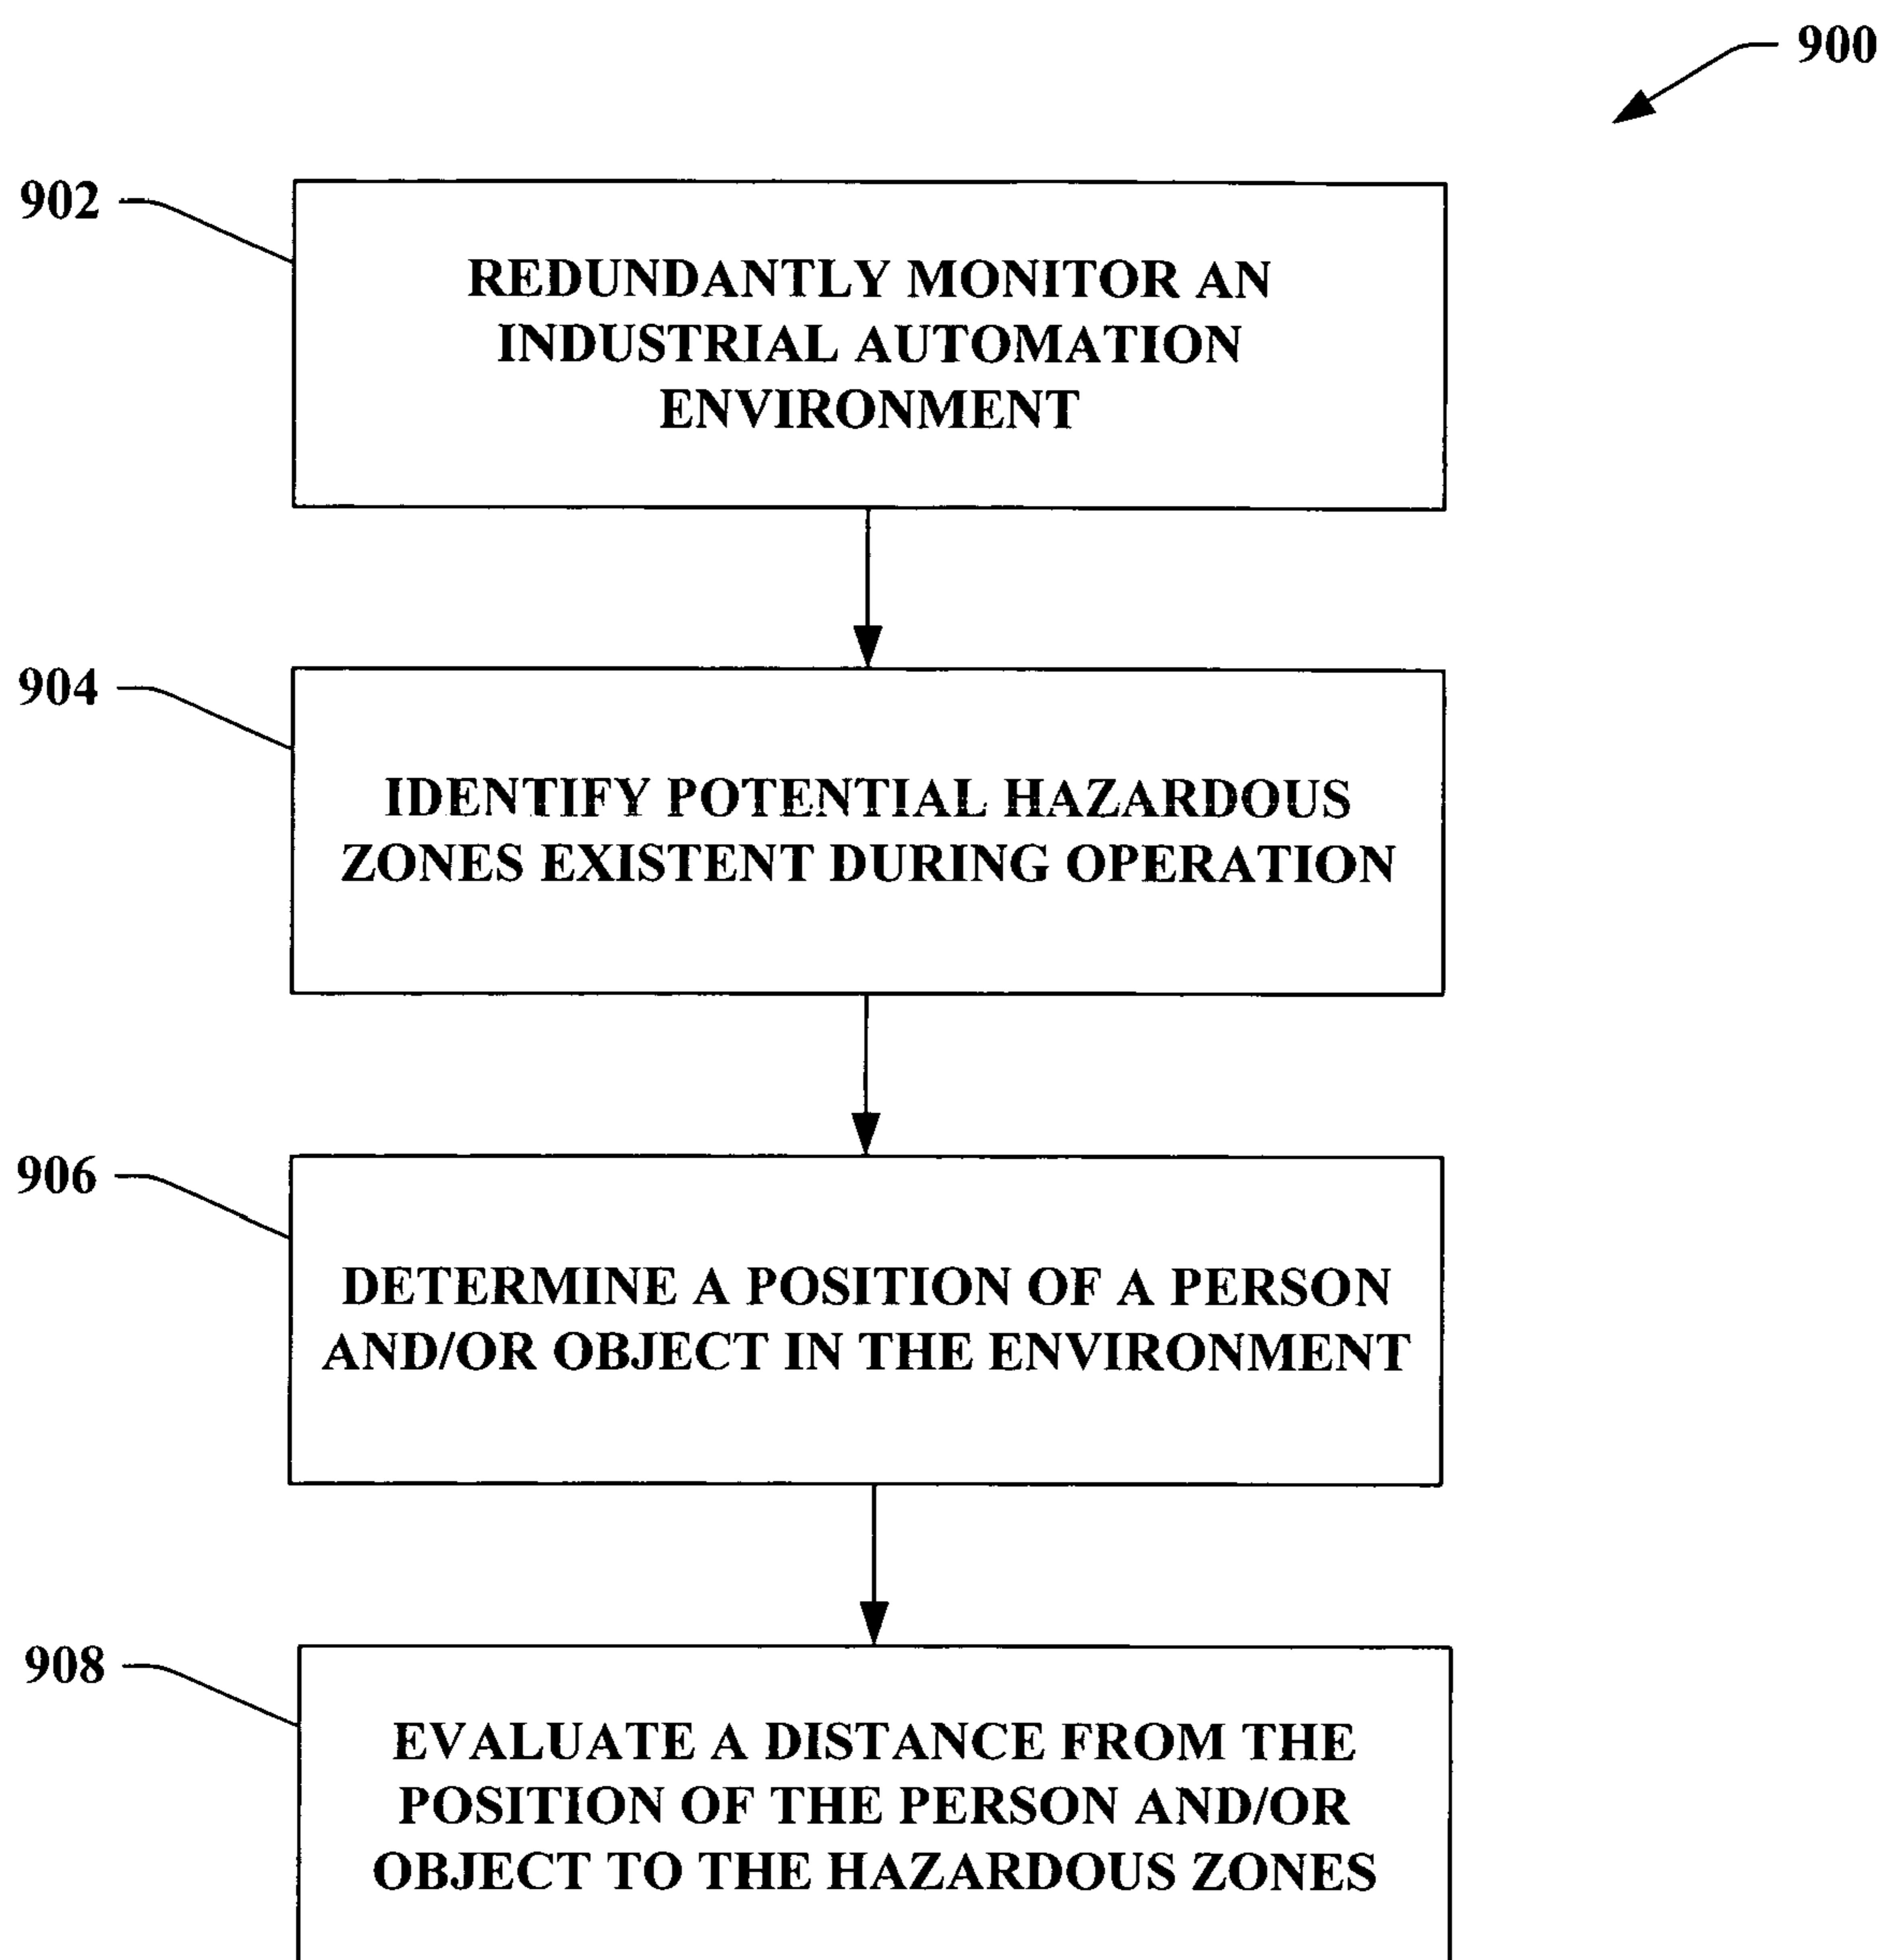 900
902
REDUNDANTLY MONITOR AN
INDUSTRIAL AUTOMATION
ENVIRONMENT
904
IDENTIFY POTENTIAL HAZARDOUS
ZONES EXISTENT DURING OPERATION
906
DETERMINE A POSITION OF A PERSON
AND/OR OBJECT IN THE ENVIRONMENT
908
EVALUATE A DISTANCE FROM THE
POSITION OF THE PERSON AND/OR
OBJECT TO THE HAZARDOUS ZONES